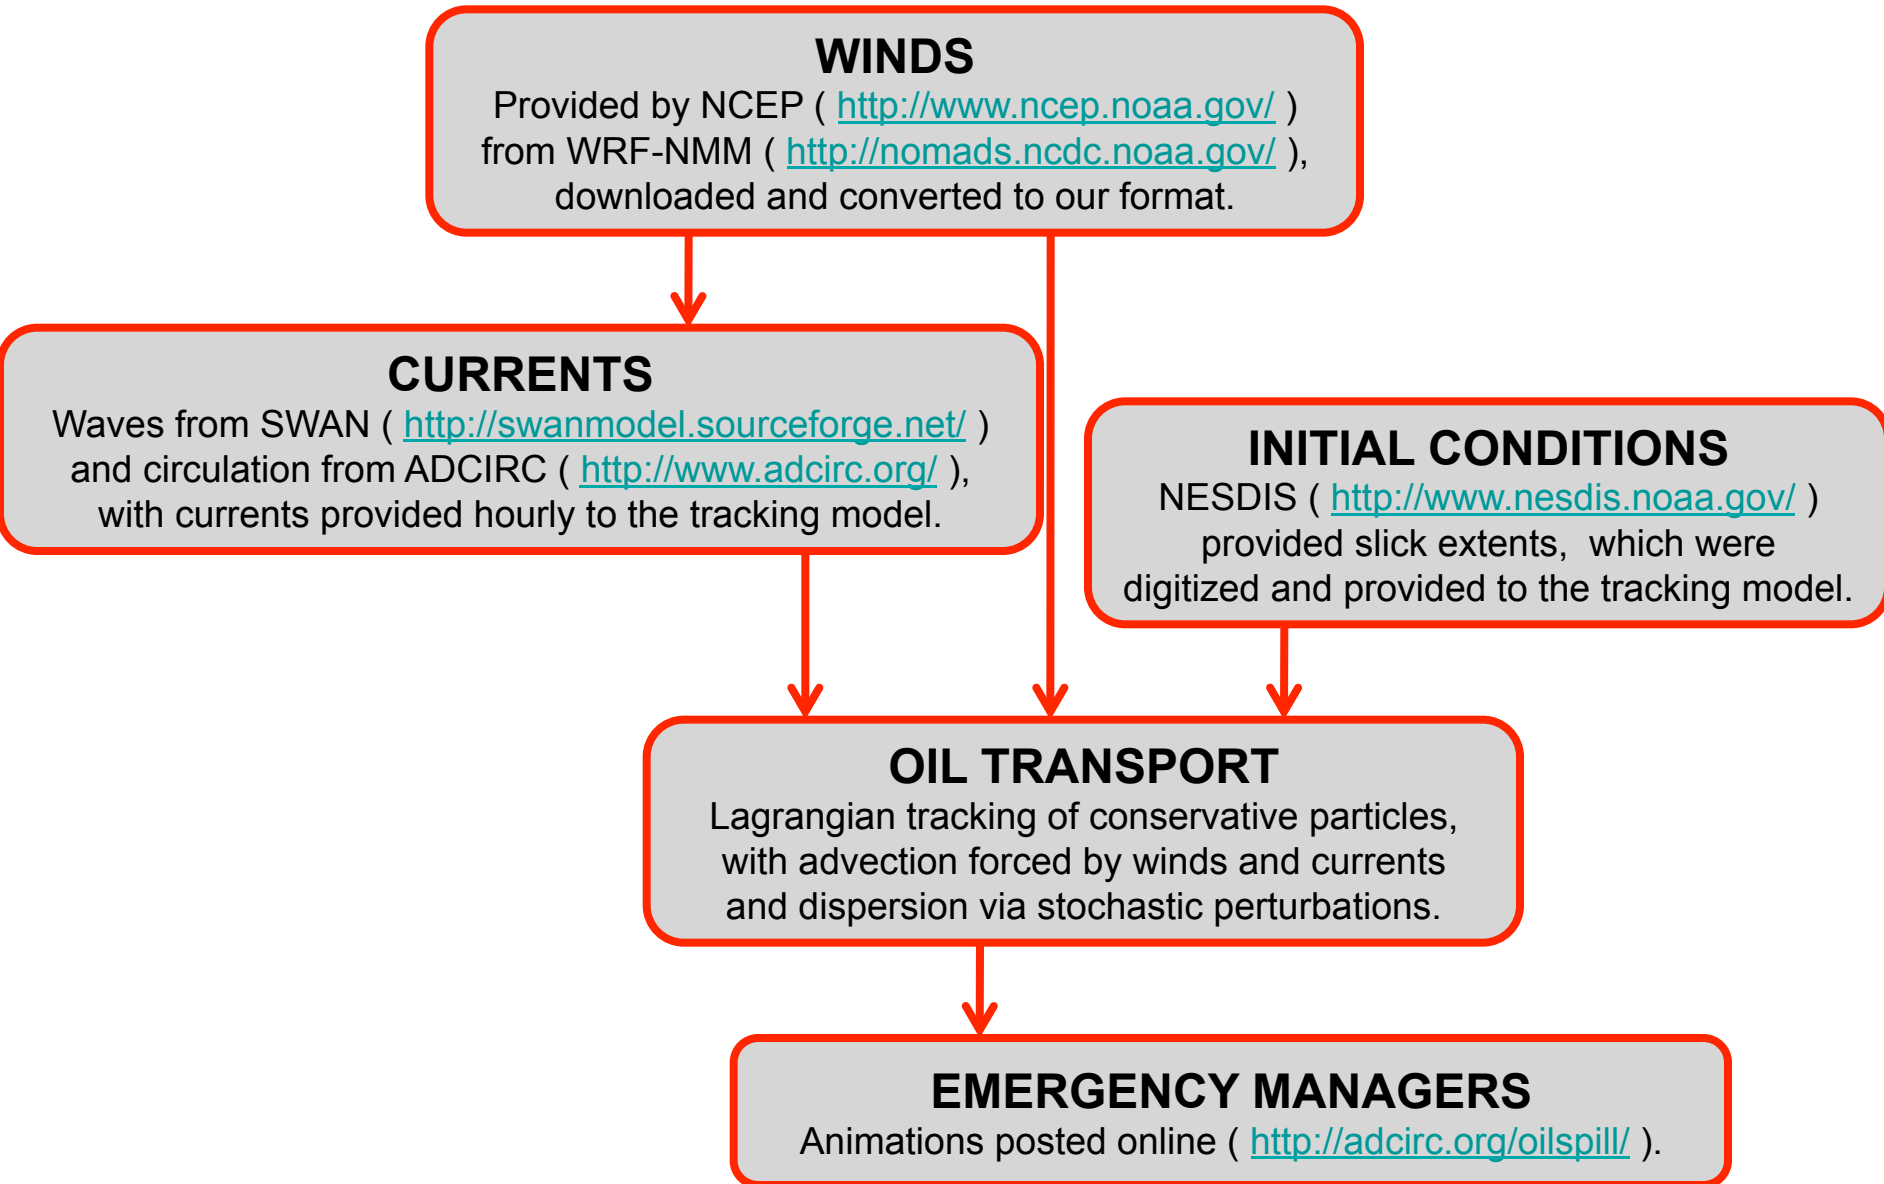 WINDS
Provided by NCEP ( http://www.ncep.noaa.gov/ )
from WRF-NMM ( http://nomads.ncdc.noaa.gov/ ),
downloaded and converted to our format.
CURRENTS
Waves from SWAN ( http://swanmodel.sourceforge.net/ )
and circulation from ADCIRC ( http://www.adcirc.org/ ),
with currents provided hourly to the tracking model.
INITIAL CONDITIONS
NESDIS ( http://www.nesdis.noaa.gov/ )
provided slick extents,  which were
digitized and provided to the tracking model.
OIL TRANSPORT
Lagrangian tracking of conservative particles,
with advection forced by winds and currents
and dispersion via stochastic perturbations.
EMERGENCY MANAGERS
Animations posted online ( http://adcirc.org/oilspill/ ).